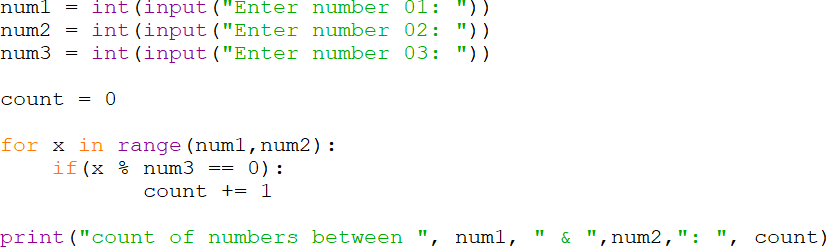 num1 = int(input("Enter number 01: "))
num2 = int(input("Enter number 02: "))
num3 = int(input("Enter number 03: "))
count = 0
for x in range(num1,num2):
    if(x % num3 == 0):
            count += 1
print("count of numbers between ", num1, " & ",num2,": ", count)